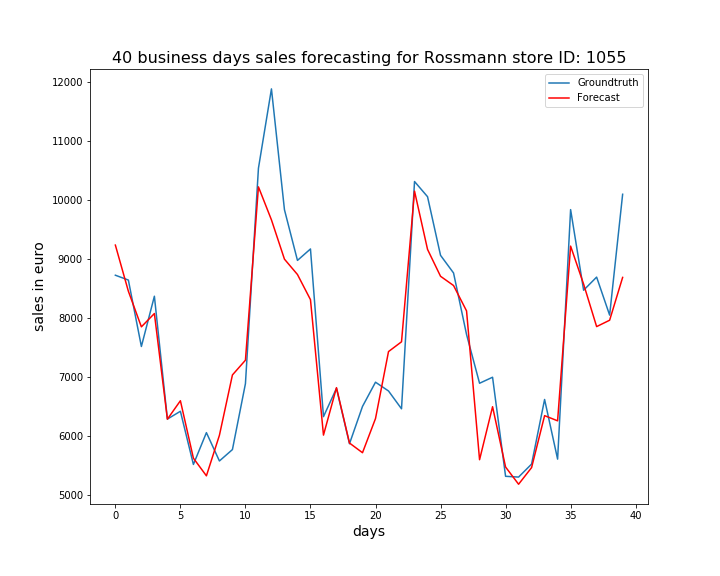 40 business days sales forecasting for Rossmann store ID: 1055
Groundtruth
Forecast
12000
11000
10000
9000
8000
7000
6000
5000
sales in euro
0 5 10 15 20 25 30 35 40
days